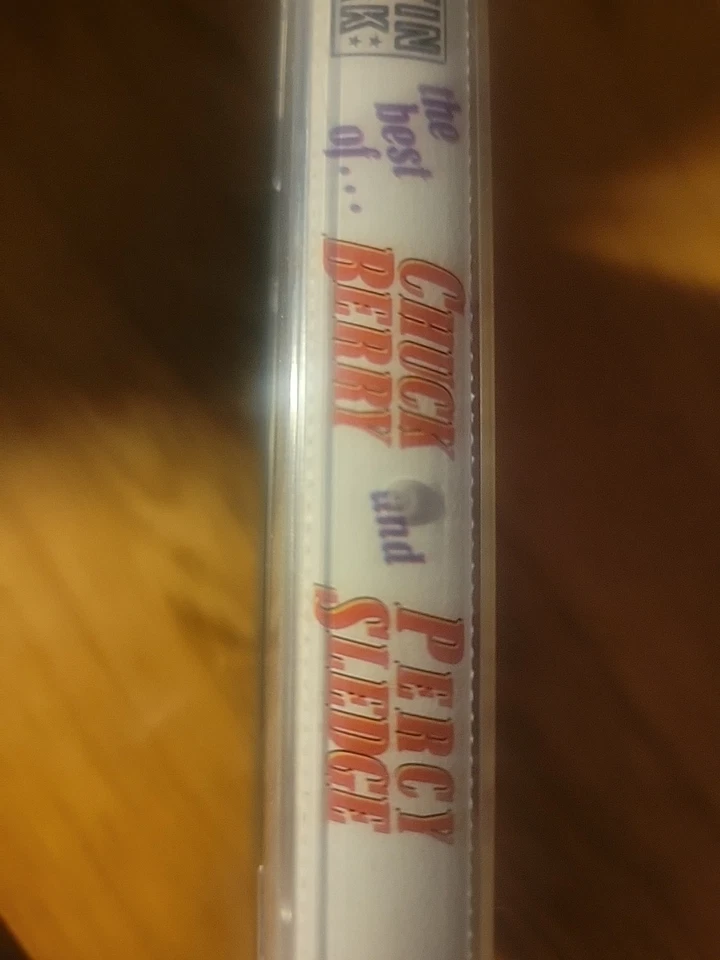 the
best
of...
CHUCK
BERRY
and
PERCY
SLEDGE